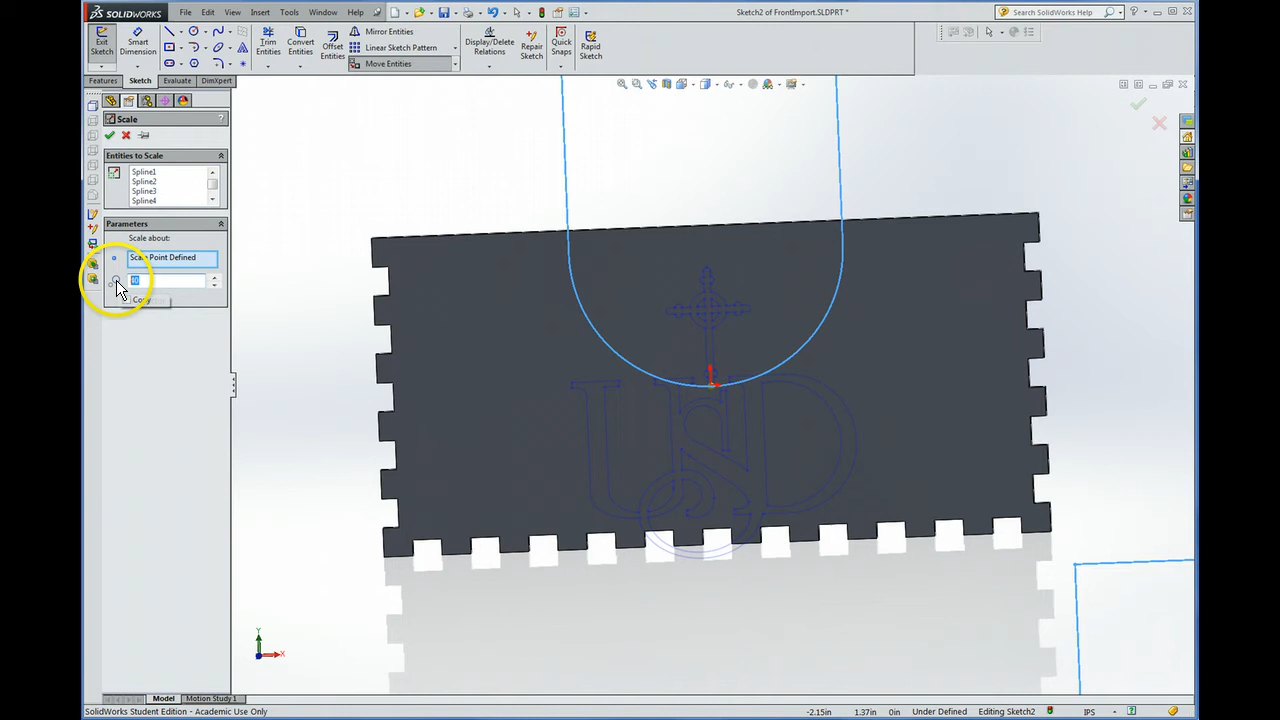 SOLIDWORKS File Edit View Insert Tools Window Help Sketch2 of FrontImport.SLDPRT * Search SolidWorks Help
Exit Sketch
Smart Dimension
Trim Entities
Convert Entities
Offset Entities
Mirror Entities
Linear Sketch Pattern
Move Entities
Display/Delete Relations
Repair Sketch
Quick Snaps
Rapid Sketch
Features Sketch Evaluate DimXpert
Scale ?
Entities to Scale
Spline1
Spline2
Spline3
Spline4
Parameters
Scale about:
Scale Point Defined
Copy
USD
Y
X
Model Motion Study 1
SolidWorks Student Edition - Academic Use Only -2.15in 1.37in 0in Under Defined Editing Sketch2 IPS